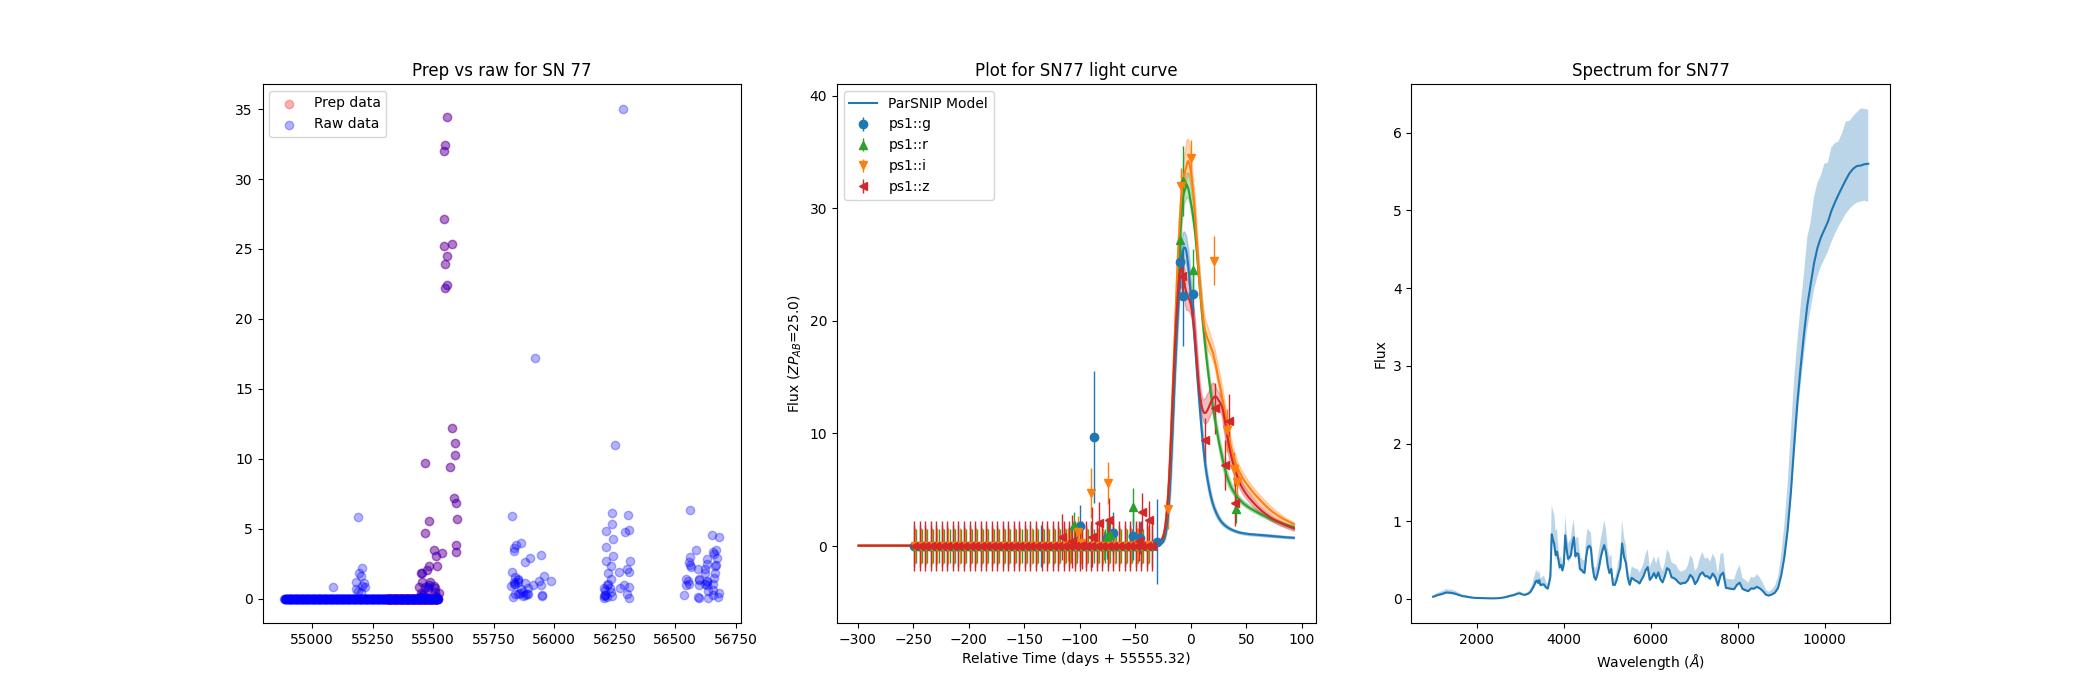 Prep vs raw for SN 77
Prep data
Raw data
35
30
25
20
15
10
5
0
55000 55250 55500 55750 56000 56250 56500 56750
Plot for SN77 light curve
ParSNIP Model
ps1::g
ps1::r
ps1::i
ps1::z
Flux (ZP_AB=25.0)
40
30
20
10
0
−300 −250 −200 −150 −100 −50 0 50 100
Relative Time (days + 55555.32)
Spectrum for SN77
Flux
6
5
4
3
2
1
0
2000 4000 6000 8000 10000
Wavelength (Å)